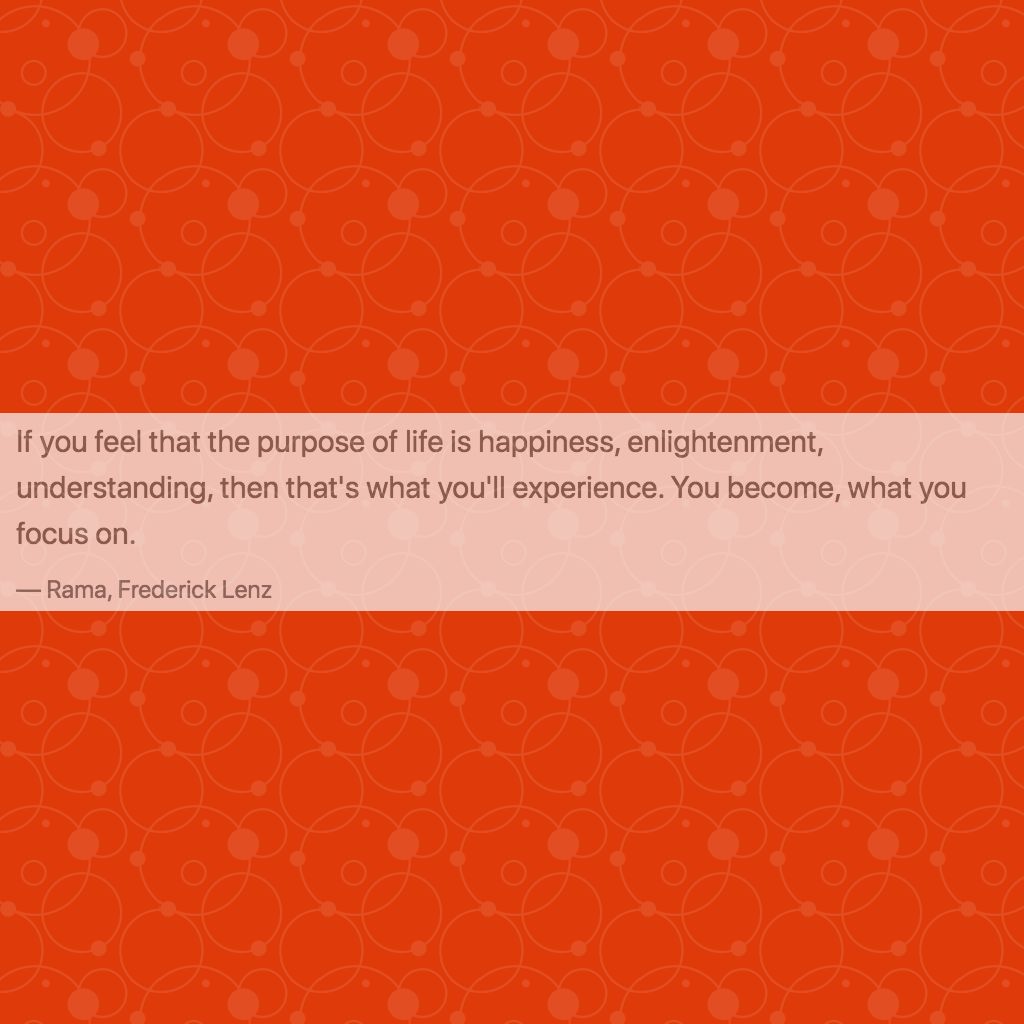 If you feel that the purpose of life is happiness, enlightenment,
understanding, then that's what you'll experience. You become, what you
focus on.
— Rama, Frederick Lenz